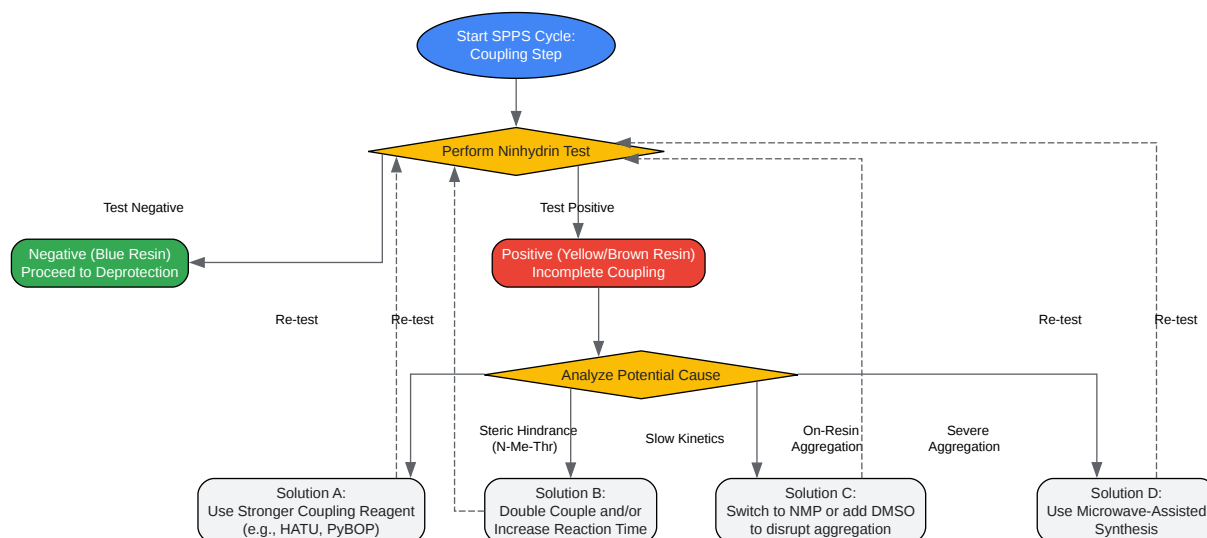 Start SPPS Cycle:
Coupling Step
Perform Ninhydrin Test
Test Negative
Test Positive
Negative (Blue Resin)
Proceed to Deprotection
Positive (Yellow/Brown Resin)
Incomplete Coupling
Re-test
Re-test
Re-test
Re-test
Analyze Potential Cause
Steric Hindrance
(N-Me-Thr)
Slow Kinetics
On-Resin
Aggregation
Severe
Aggregation
Solution A:
Use Stronger Coupling Reagent
(e.g., HATU, PyBOP)
Solution B:
Double Couple and/or
Increase Reaction Time
Solution C:
Switch to NMP or add DMSO
to disrupt aggregation
Solution D:
Use Microwave-Assisted
Synthesis